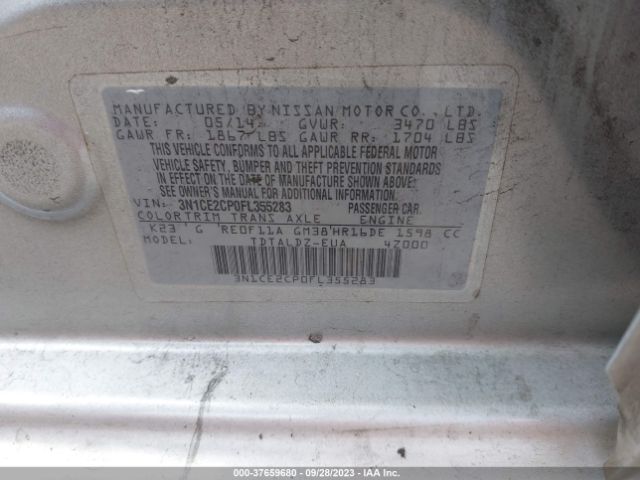 MANUFACTURED BY NISSAN MOTOR CO., LTD.
DATE: 05/14 GVWR: 3470 LBS
GAWR FR: 1867 LBS GAWR RR: 1704 LBS
THIS VEHICLE CONFORMS TO ALL APPLICABLE FEDERAL MOTOR
VEHICLE SAFETY, BUMPER AND THEFT PREVENTION STANDARDS
IN EFFECT ON THE DATE OF MANUFACTURE SHOWN ABOVE.
SEE OWNER'S MANUAL FOR ADDITIONAL INFORMATION
VIN: 3N1CE2CP0FL355283 PASSENGER CAR
COLOR TRIM TRANS AXLE ENGINE
K23 G RE0F11A GM38 HR16DE 1598 CC
MODEL: TDTALDZ-EUA 4Z000
3N1CE2CP0FL355283
000-37659680 - 09/28/2023 - IAA Inc.